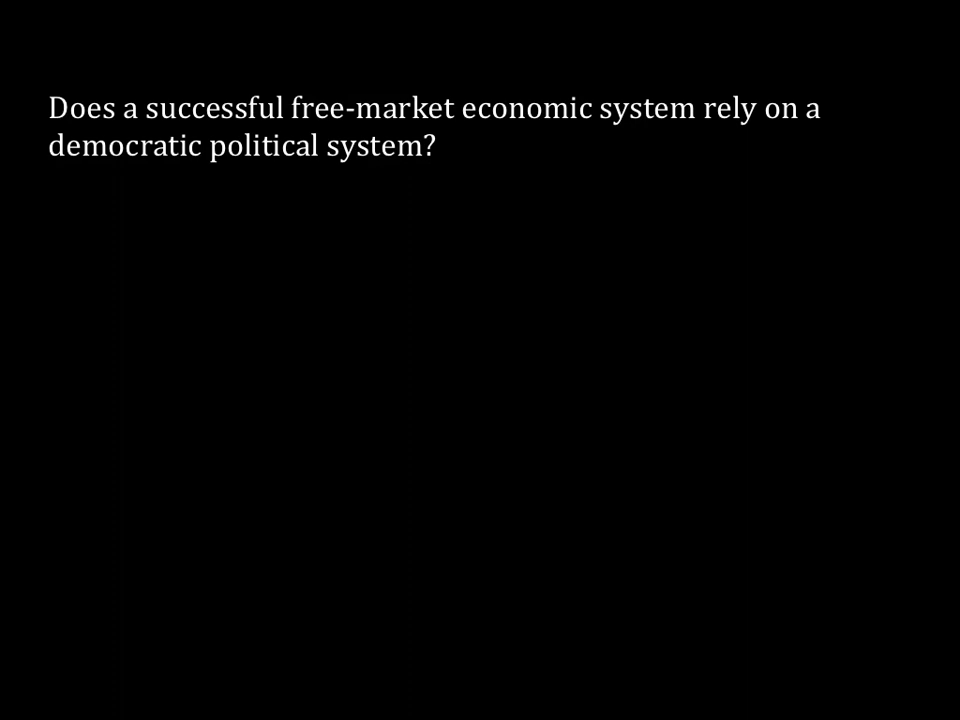 Does a successful free-market economic system rely on a
democratic political system?